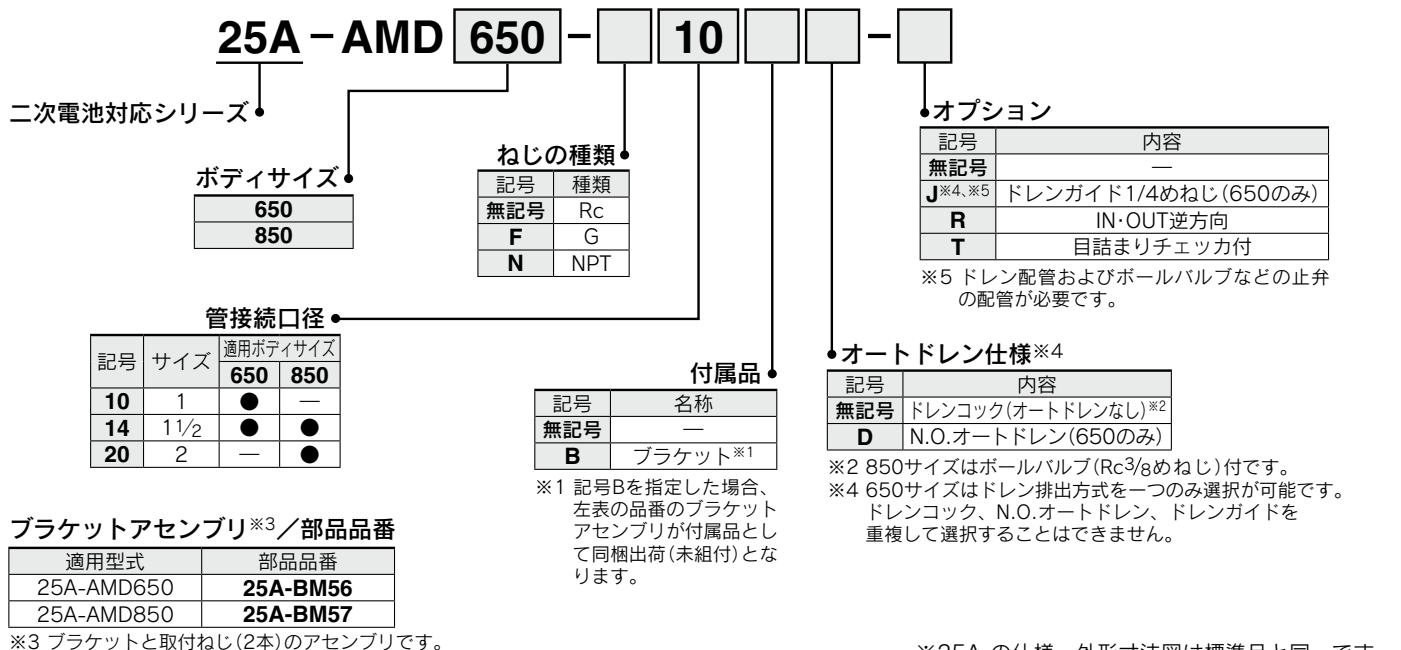 25A－AMD 650－ 10 －
二次電池対応シリーズ
ボディサイズ
650
850
ねじの種類
記号 種類
無記号 Rc
F G
N NPT
管接続口径
記号 サイズ 適用ボディサイズ
650 850
10 1 ● —
14 1 1/2 ● ●
20 2 — ●
付属品
記号 名称
無記号 —
B ブラケット※1
※1 記号Bを指定した場合、
左表の品番のブラケット
アセンブリが付属品とし
て同梱出荷(未組付)とな
ります。
オプション
記号 内容
無記号 —
J※4、※5 ドレンガイド1/4めねじ(650のみ)
R IN･OUT逆方向
T 目詰まりチェッカ付
※5 ドレン配管およびボールバルブなどの止弁
の配管が必要です。
オートドレン仕様※4
記号 内容
無記号 ドレンコック(オートドレンなし)※2
D N.O.オートドレン(650のみ)
※2 850サイズはボールバルブ(Rc3/8めねじ)付です。
※4 650サイズはドレン排出方式を一つのみ選択が可能です。
ドレンコック、N.O.オートドレン、ドレンガイドを
重複して選択することはできません。
ブラケットアセンブリ※3／部品品番
適用型式 部品品番
25A-AMD650 25A-BM56
25A-AMD850 25A-BM57
※3 ブラケットと取付ねじ(2本)のアセンブリです。